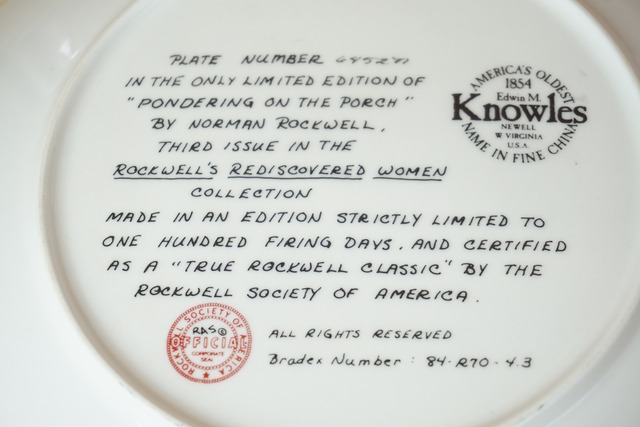 PLATE NUMBER
IN THE ONLY LIMITED EDITION OF
"PONDERING ON THE PORCH"
BY NORMAN ROCKWELL,
THIRD ISSUE IN THE
ROCKWELL'S REDISCOVERED WOMEN
COLLECTION
MADE IN AN EDITION STRICTLY LIMITED TO
ONE HUNDRED FIRING DAYS, AND CERTIFIED
AS A "TRUE ROCKWELL CLASSIC" BY THE
ROCKWELL SOCIETY OF AMERICA.
AMERICA'S OLDEST
1854
Edwin M.
Knowles
NEWELL
W VIRGINIA
U.S.A.
NAME IN FINE CHINA
ROCKWELL SOCIETY OF AMERICA
RAS©
OFFICIAL
CORPORATE
SEAL
ALL RIGHTS RESERVED
Bradex Number : 84-R70-4.3